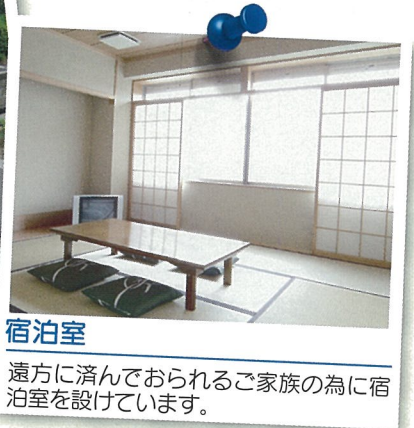 宿泊室
遠方に済んでおられるご家族の為に宿
泊室を設けています。